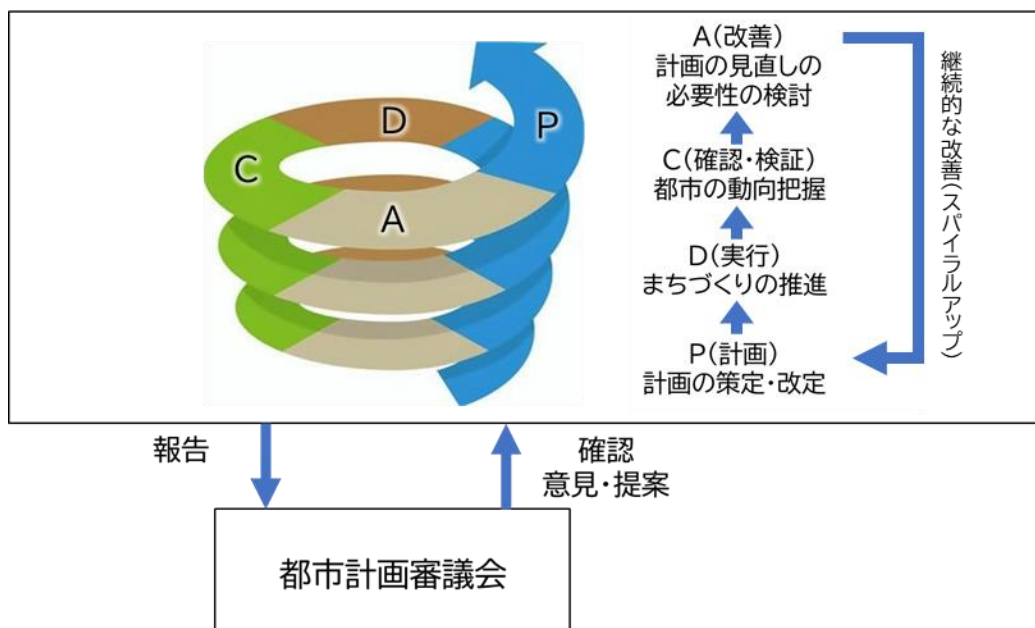 D
P
C
A
A(改善)
計画の見直しの
必要性の検討
C(確認・検証)
都市の動向把握
D(実行)
まちづくりの推進
P(計画)
計画の策定・改定
継続的な改善(スパイラルアップ)
報告
確認
意見・提案
都市計画審議会